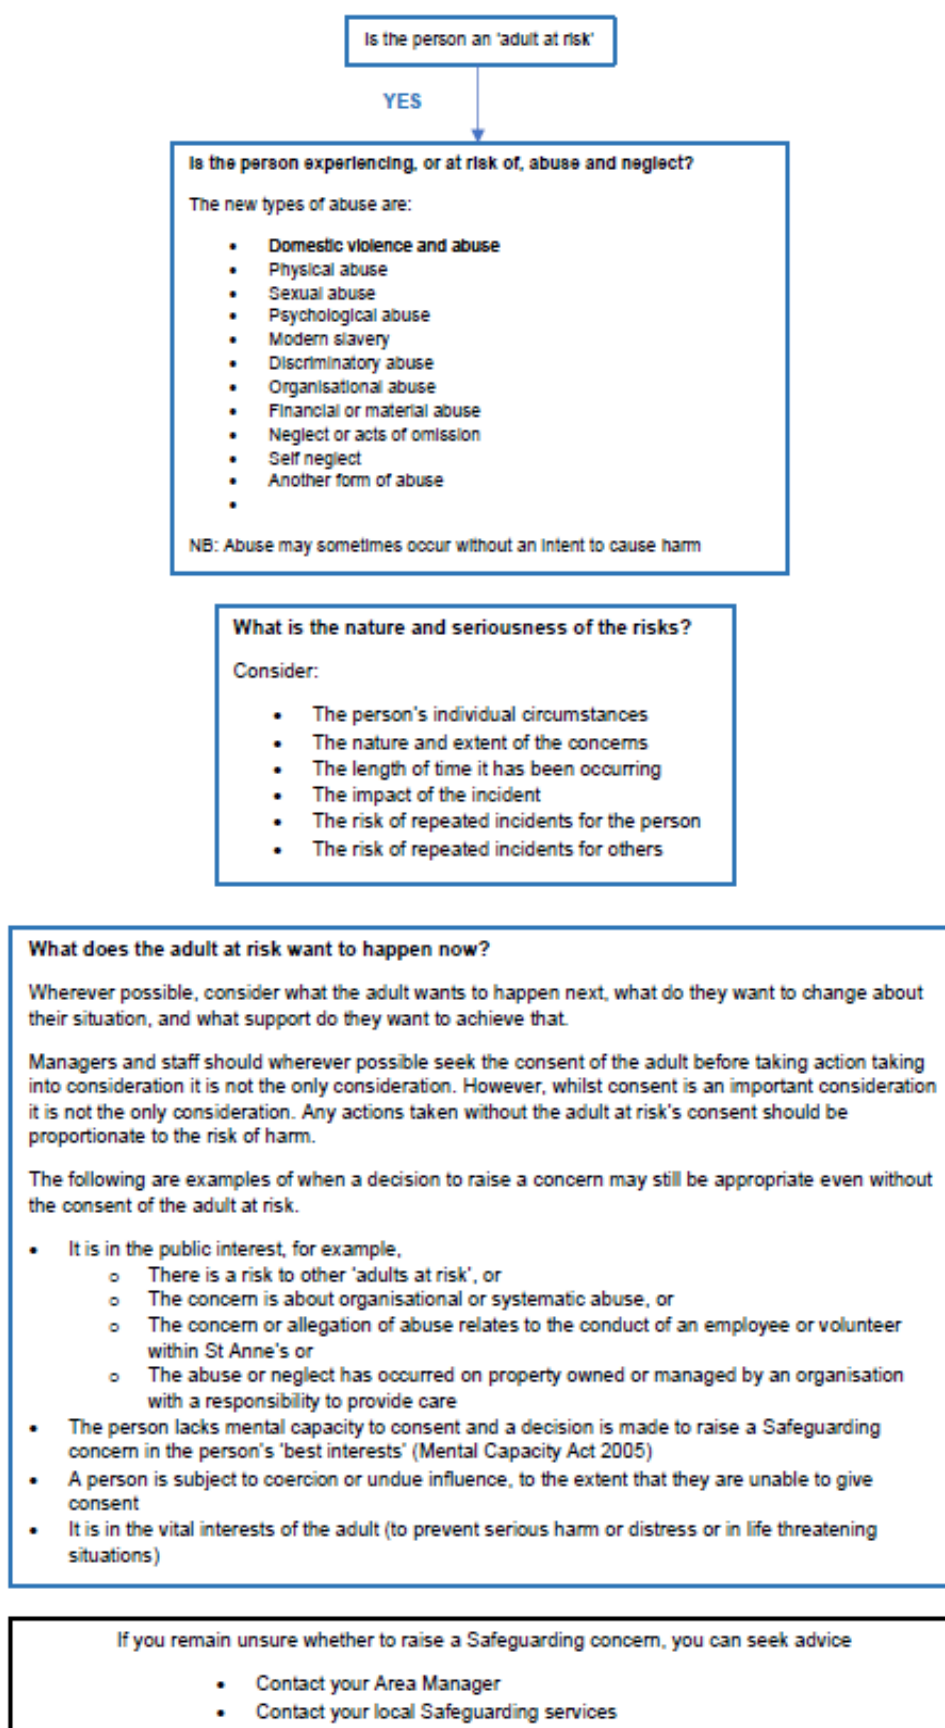 Is the person an 'adult at risk'
YES
Is the person experiencing, or at risk of, abuse and neglect?
The new types of abuse are:
• Domestic violence and abuse
• Physical abuse
• Sexual abuse
• Psychological abuse
• Modern slavery
• Discriminatory abuse
• Organisational abuse
• Financial or material abuse
• Neglect or acts of omission
• Self neglect
• Another form of abuse
•
NB: Abuse may sometimes occur without an intent to cause harm
What is the nature and seriousness of the risks?
Consider:
• The person's individual circumstances
• The nature and extent of the concerns
• The length of time it has been occurring
• The impact of the incident
• The risk of repeated incidents for the person
• The risk of repeated incidents for others
What does the adult at risk want to happen now?
Wherever possible, consider what the adult wants to happen next, what do they want to change about
their situation, and what support do they want to achieve that.
Managers and staff should wherever possible seek the consent of the adult before taking action taking
into consideration it is not the only consideration. However, whilst consent is an important consideration
it is not the only consideration. Any actions taken without the adult at risk's consent should be
proportionate to the risk of harm.
The following are examples of when a decision to raise a concern may still be appropriate even without
the consent of the adult at risk.
• It is in the public interest, for example,
o There is a risk to other 'adults at risk', or
o The concern is about organisational or systematic abuse, or
o The concern or allegation of abuse relates to the conduct of an employee or volunteer
within St Anne's or
o The abuse or neglect has occurred on property owned or managed by an organisation
with a responsibility to provide care
• The person lacks mental capacity to consent and a decision is made to raise a Safeguarding
concern in the person's 'best interests' (Mental Capacity Act 2005)
• A person is subject to coercion or undue influence, to the extent that they are unable to give
consent
• It is in the vital interests of the adult (to prevent serious harm or distress or in life threatening
situations)
If you remain unsure whether to raise a Safeguarding concern, you can seek advice
• Contact your Area Manager
• Contact your local Safeguarding services